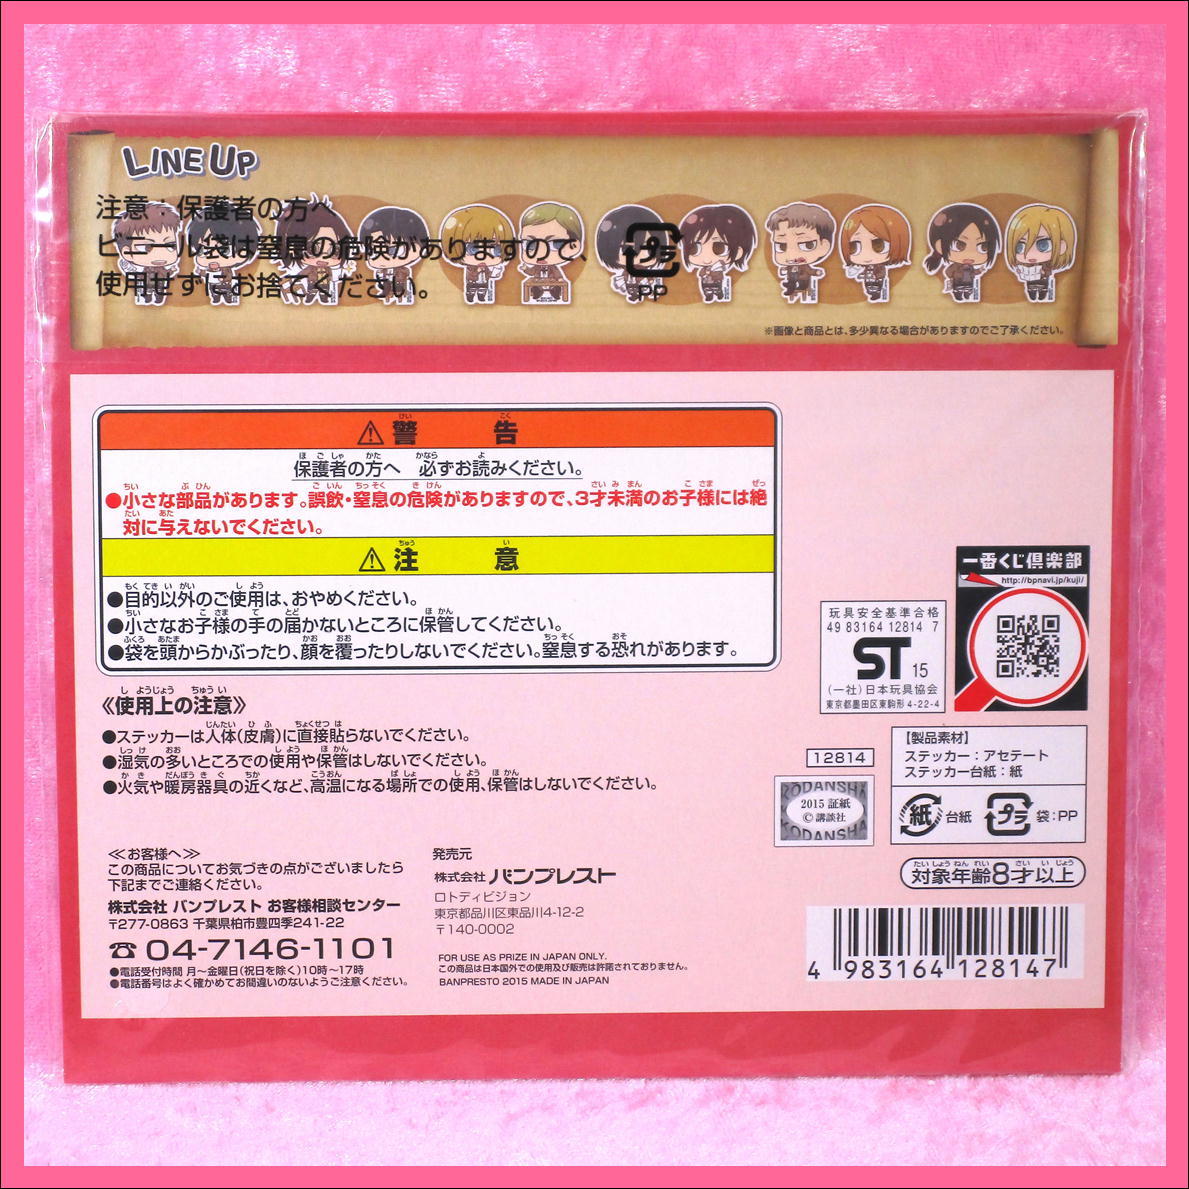 LINE UP
注意：保護者の方へ
ビニール袋は窒息の危険がありますので、
使用せずにお捨てください。
プラ
PP
※画像と商品とは、多少異なる場合がありますのでご了承ください。
警告
保護者の方へ 必ずお読みください。
●小さな部品があります。誤飲・窒息の危険がありますので、3才未満のお子様には絶
対に与えないでください。
注意
●目的以外のご使用は、おやめください。
●小さなお子様の手の届かないところに保管してください。
●袋を頭からかぶったり、顔を覆ったりしないでください。窒息する恐れがあります。
《使用上の注意》
●ステッカーは人体(皮膚)に直接貼らないでください。
●湿気の多いところでの使用や保管はしないでください。
●火気や暖房器具の近くなど、高温になる場所での使用、保管はしないでください。
≪お客様へ≫
この商品についてお気づきの点がございましたら
下記までご連絡ください。
株式会社 バンプレスト お客様相談センター
〒277-0863 千葉県柏市豊四季241-22
☎04-7146-1101
●電話受付時間 月～金曜日(祝日を除く)10時～17時
●電話番号はよく確かめてお間違いのないようご注意ください。
発売元
株式会社 バンプレスト
ロトディビジョン
東京都品川区東品川4-12-2
〒140-0002
FOR USE AS PRIZE IN JAPAN ONLY.
この商品は日本国外での使用及び販売は許諾されておりません。
BANPRESTO 2015 MADE IN JAPAN
一番くじ倶楽部
http://bpnavi.jp/kuji/
玩具安全基準合格
49 83164 12814 7
ST 15
(一社)日本玩具協会
東京都墨田区東駒形 4-22-4
12814
KODANSHA
2015 証紙
©講談社
KODANSHA
【製品素材】
ステッカー：アセテート
ステッカー台紙：紙
紙 台紙 プラ 袋：PP
対象年齢8才以上
4 983164 128147